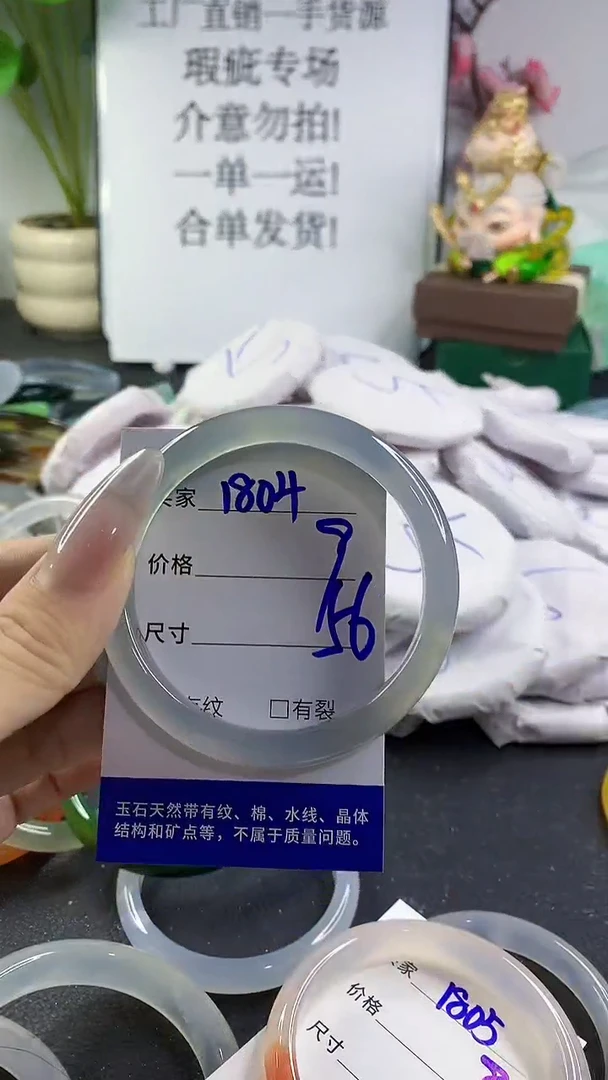 工厂直销一手货源
瑕疵专场
介意勿拍!
一单一运!
合单发货!
家 1804
价格 9
尺寸 56
纹 □有裂
玉石天然带有纹、棉、水线、晶体
结构和矿点等，不属于质量问题。
家 1805
价格
尺寸